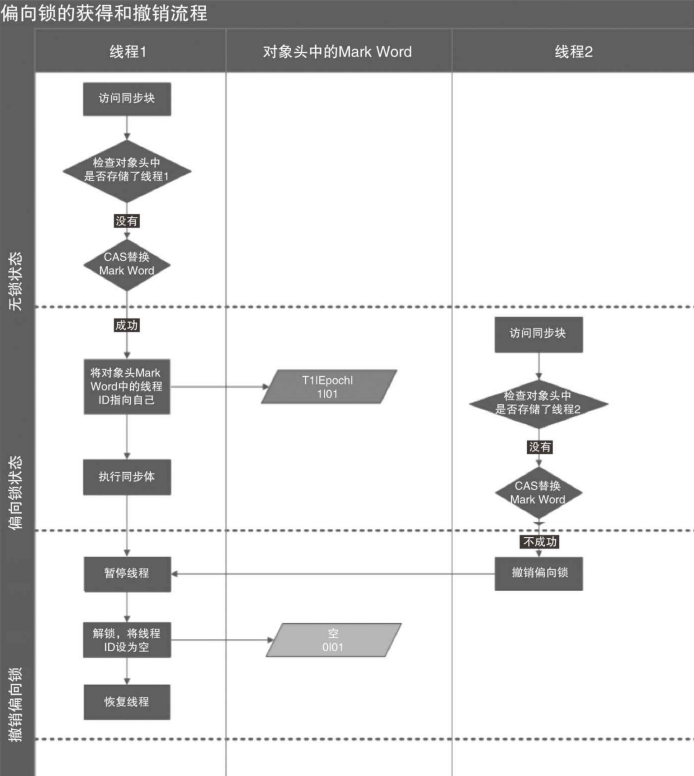 偏向锁的获得和撤销流程
线程1
对象头中的Mark Word
线程2
无锁状态
访问同步块
检查对象头中
是否存储了线程1
没有
CAS替换
Mark Word
偏向锁状态
成功
将对象头Mark
Word中的线程
ID指向自己
T1|Epoch|
1|01
执行同步体
访问同步块
检查对象头中
是否存储了线程2
没有
CAS替换
Mark Word
撤销偏向锁
不成功
撤销偏向锁
暂停线程
解锁，将线程
ID设为空
空
0|01
恢复线程